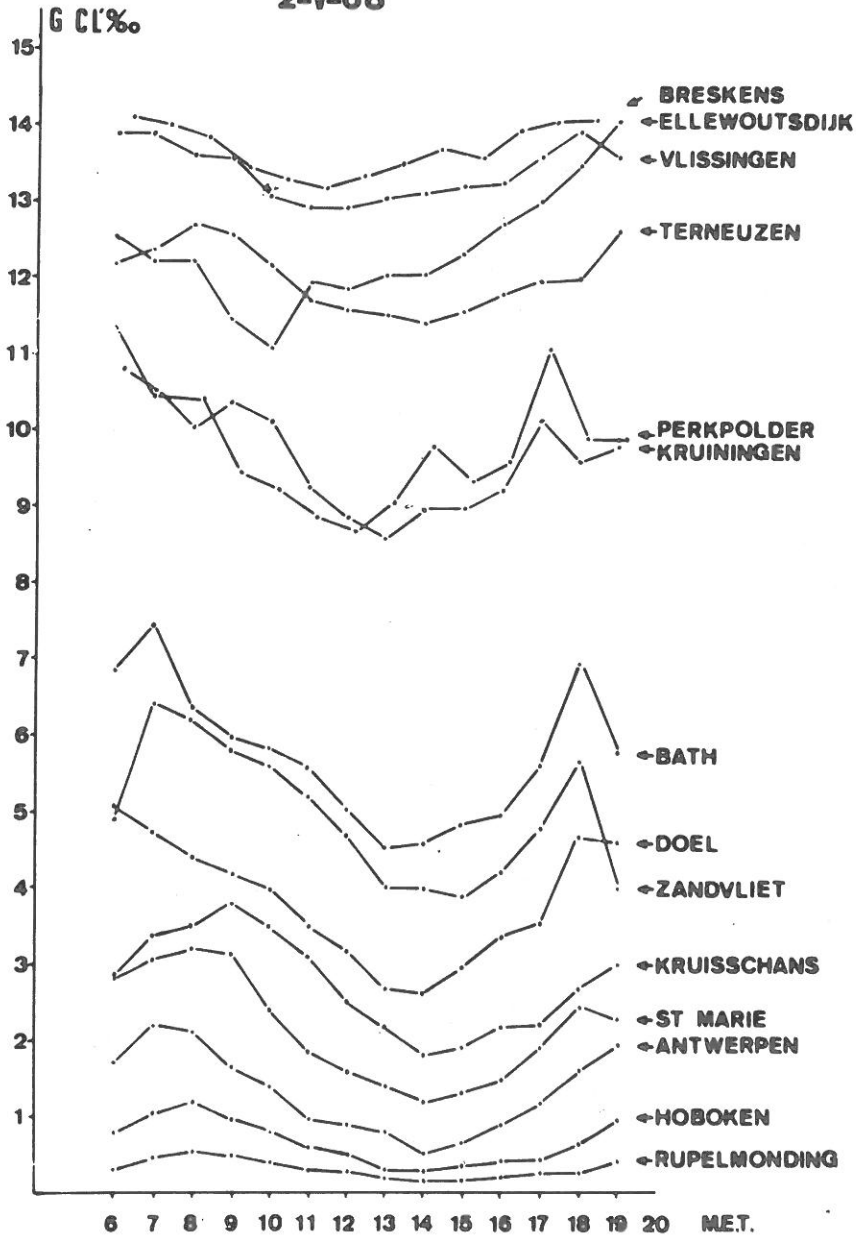 G CL'‰
15
14
13
12
11
10
9
8
7
6
5
4
3
2
1
BRESKENS
ELLEWOUTSDIJK
VLISSINGEN
TERNEUZEN
PERKPOLDER
KRUININGEN
BATH
DOEL
ZANDVLIET
KRUISSCHANS
ST MARIE
ANTWERPEN
HOBOKEN
RUPELMONDING
6 7 8 9 10 11 12 13 14 15 16 17 18 19 20 M.E.T.